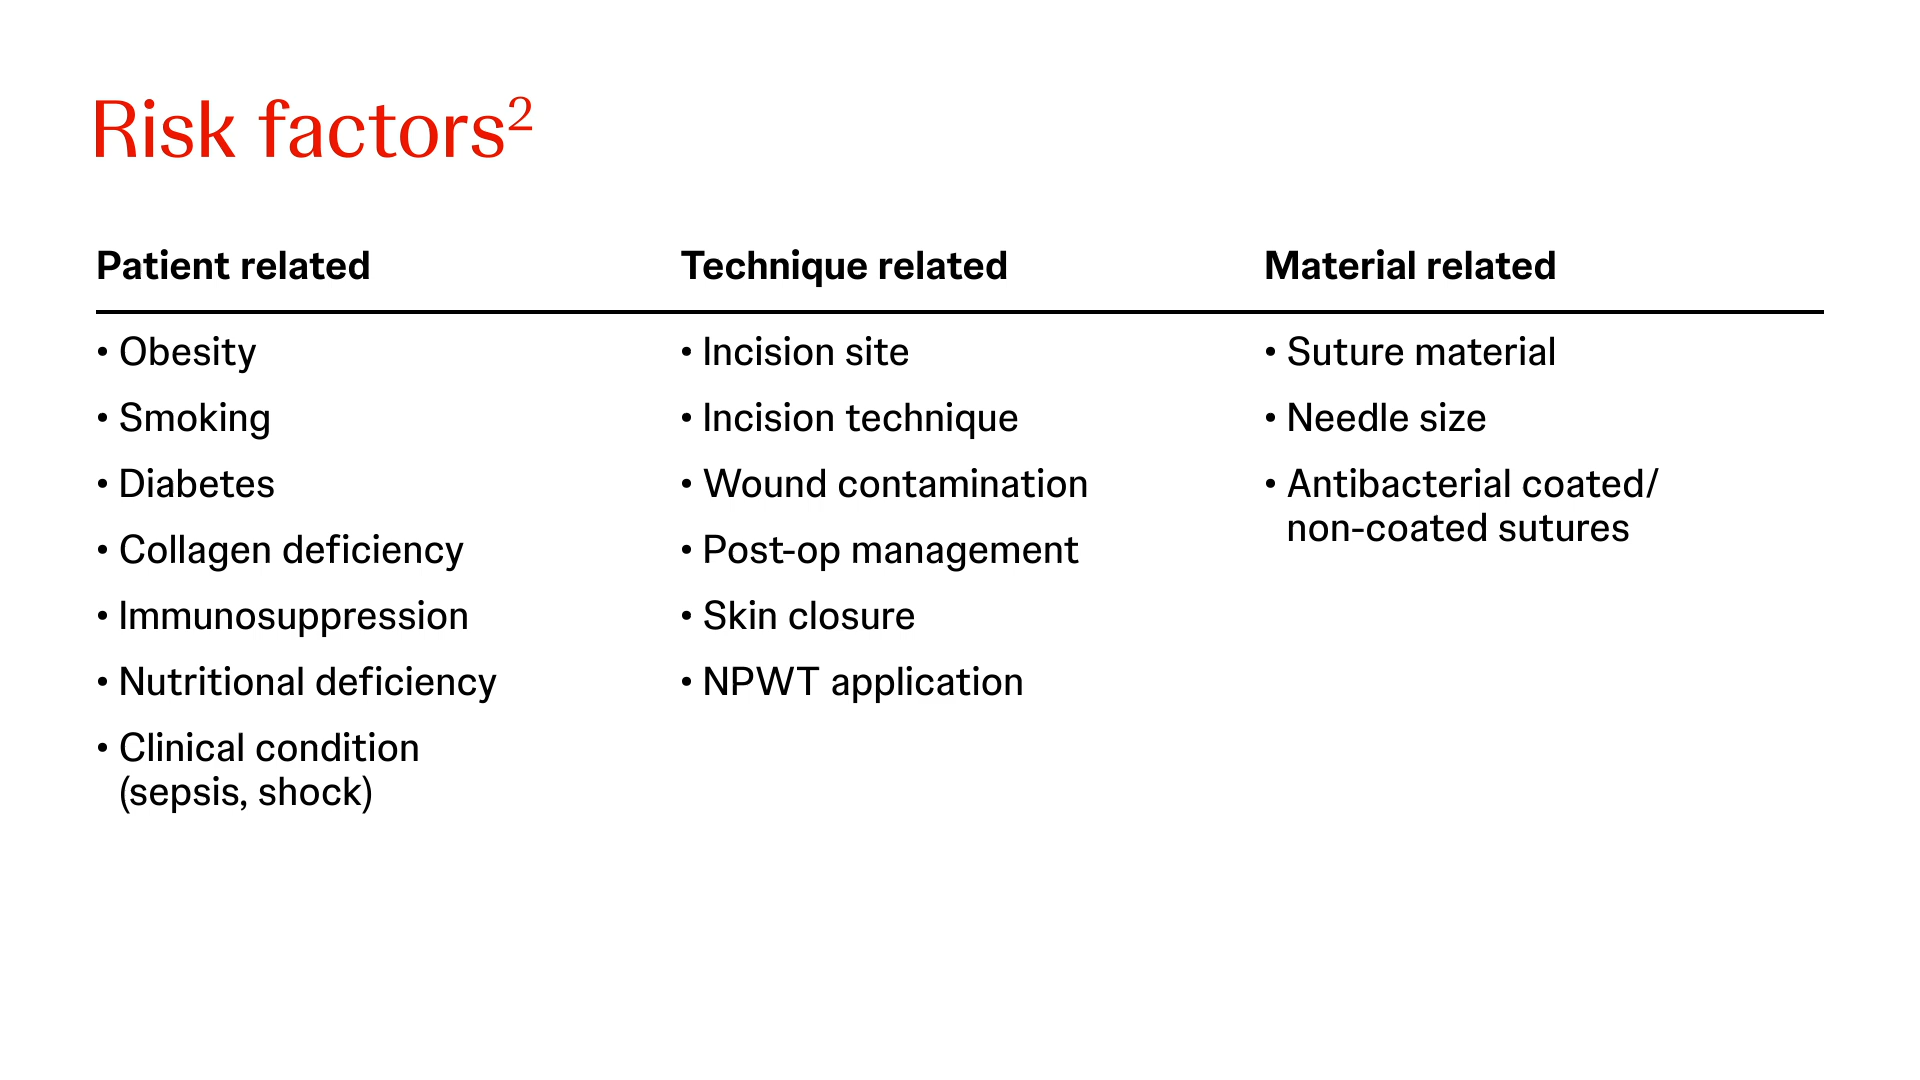 Risk factors²
Patient related
• Obesity
• Smoking
• Diabetes
• Collagen deficiency
• Immunosuppression
• Nutritional deficiency
• Clinical condition
(sepsis, shock)
Technique related
• Incision site
• Incision technique
• Wound contamination
• Post-op management
• Skin closure
• NPWT application
Material related
• Suture material
• Needle size
• Antibacterial coated/
non-coated sutures